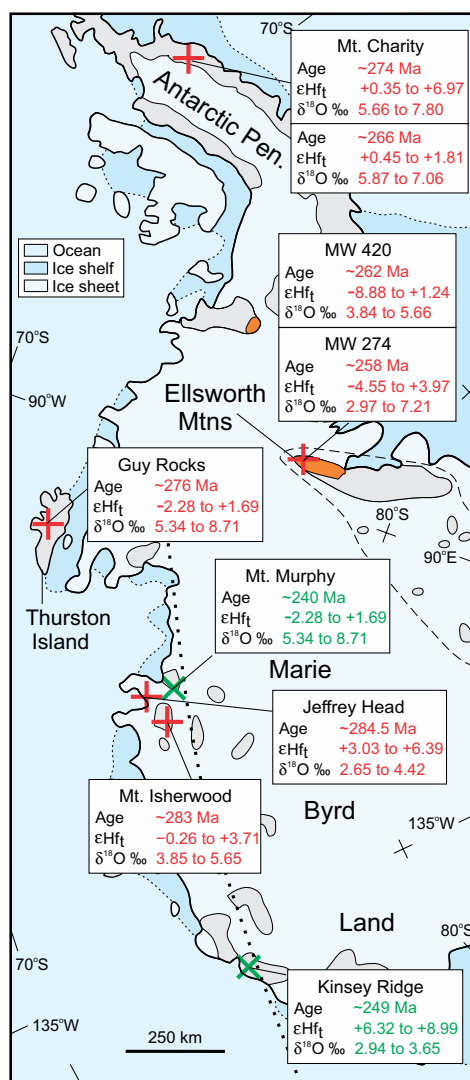 70°S
Mt. Charity
Age ~274 Ma
εHft +0.35 to +6.97
δ18O ‰ 5.66 to 7.80
Age ~266 Ma
εHft +0.45 to +1.81
δ18O ‰ 5.87 to 7.06
Antarctic Pen.
Ocean
Ice shelf
Ice sheet
MW 420
Age ~262 Ma
εHft −8.88 to +1.24
δ18O ‰ 3.84 to 5.66
MW 274
Age ~258 Ma
εHft −4.55 to +3.97
δ18O ‰ 2.97 to 7.21
70°S
90°W
Ellsworth
Mtns
Guy Rocks
Age ~276 Ma
εHft -2.28 to +1.69
δ18O ‰ 5.34 to 8.71
80°S
90°E
Thurston
Island
Mt. Murphy
Age ~240 Ma
εHft -2.28 to +1.69
δ18O ‰ 5.34 to 8.71
Marie
Jeffrey Head
Age ~284.5 Ma
εHft +3.03 to +6.39
δ18O ‰ 2.65 to 4.42
Mt. Isherwood
Age ~283 Ma
εHft −0.26 to +3.71
δ18O ‰ 3.85 to 5.65
Byrd
135°W
Land
80°S
70°S
Kinsey Ridge
Age ~249 Ma
εHft +6.32 to +8.99
δ18O ‰ 2.94 to 3.65
135°W
250 km